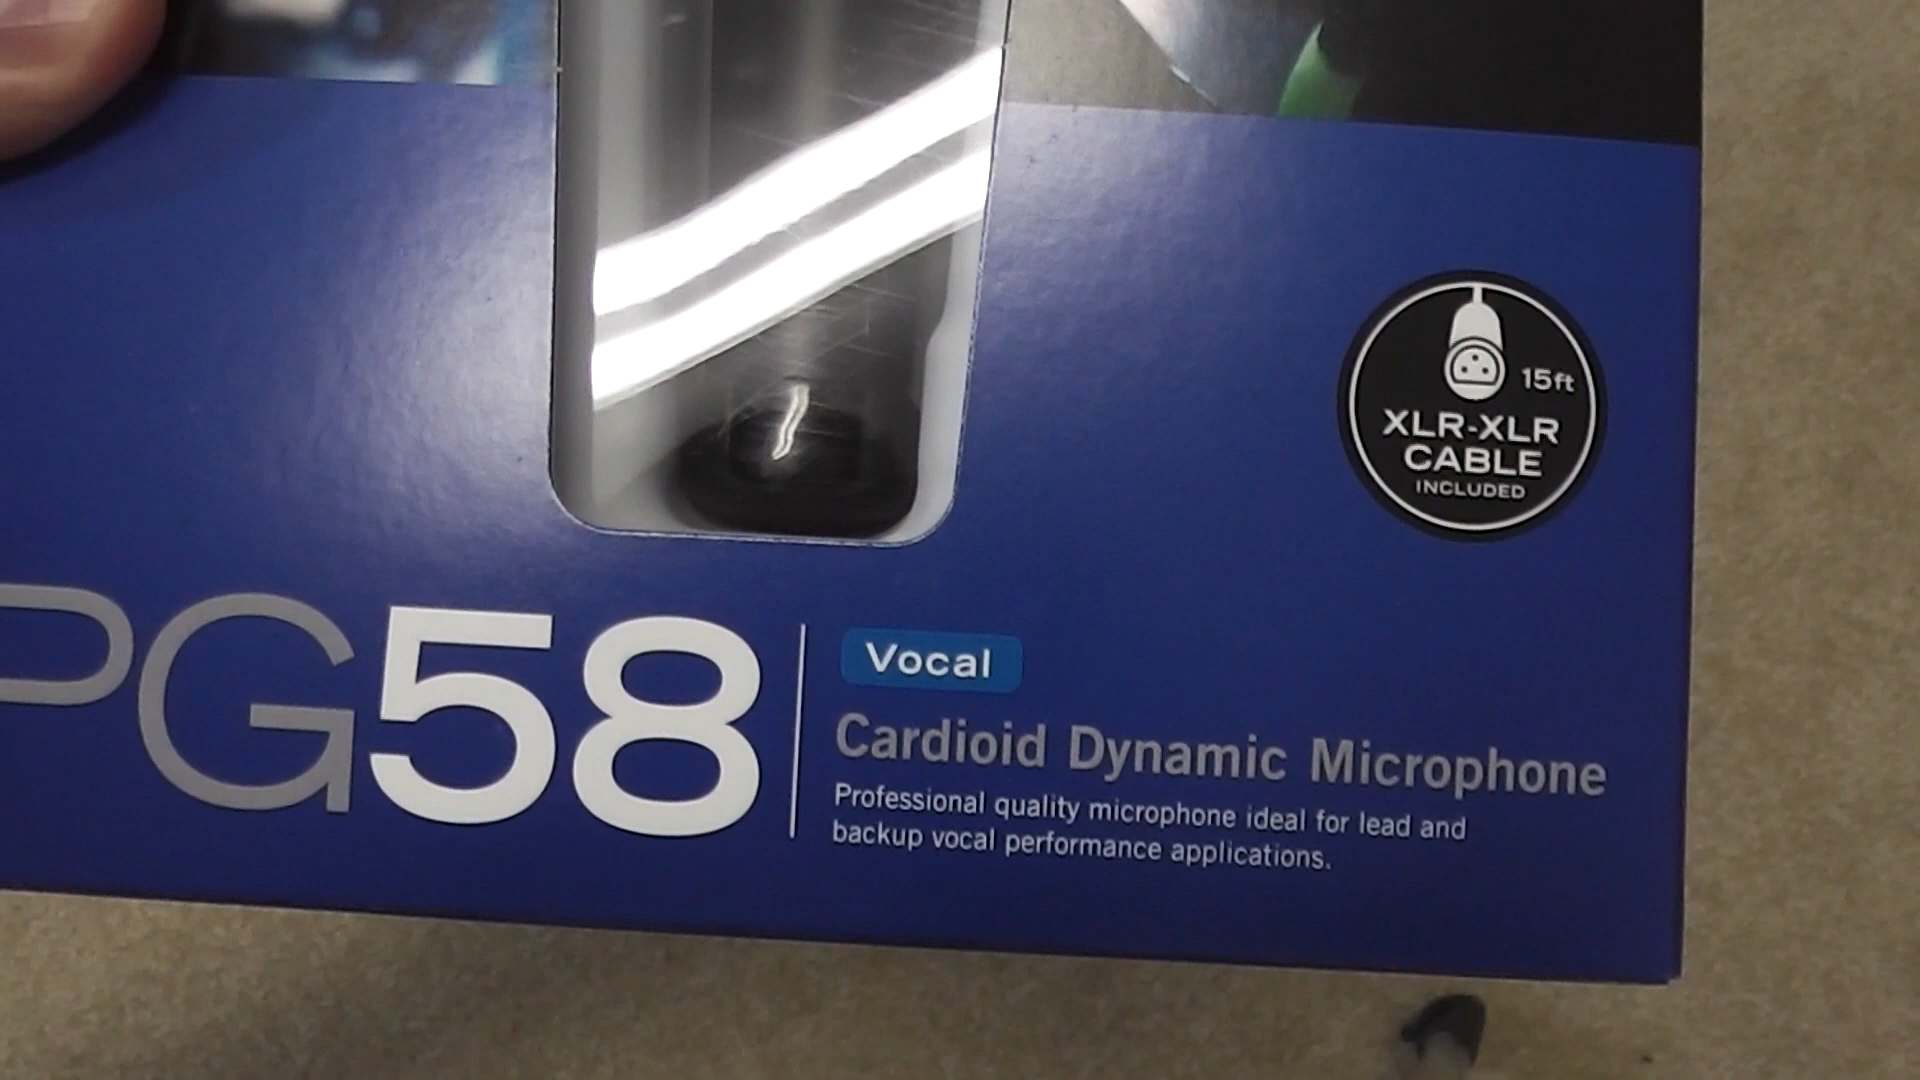 15ft
XLR-XLR
CABLE
INCLUDED
PG58
Vocal
Cardioid Dynamic Microphone
Professional quality microphone ideal for lead and
backup vocal performance applications.